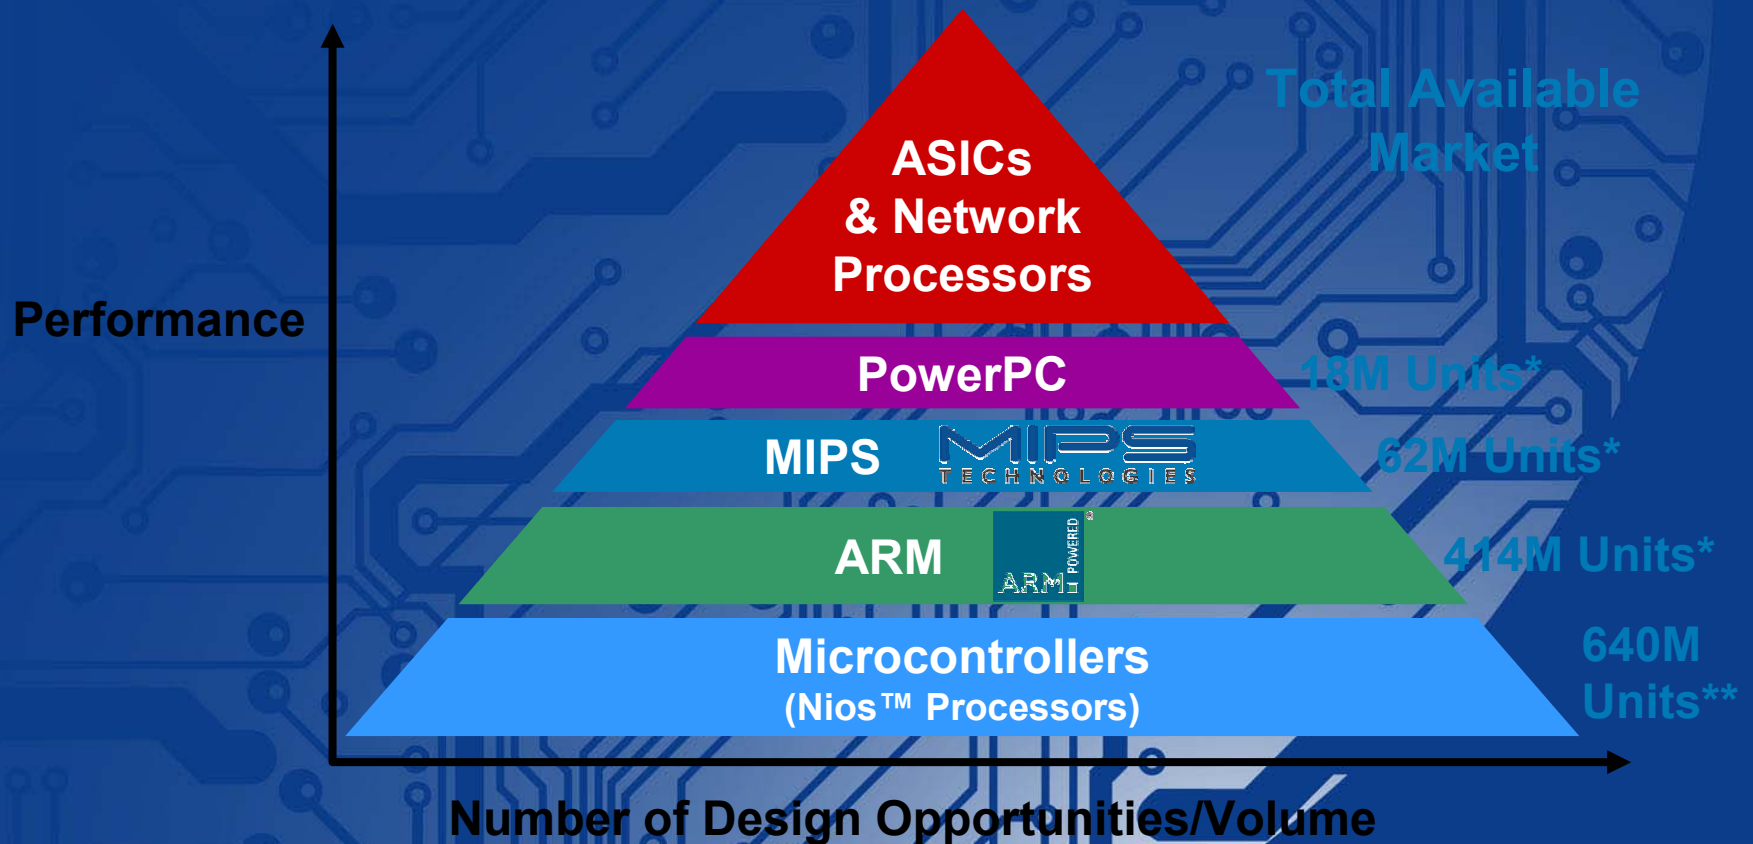 Total Available
Market
ASICs
& Network
Processors
Performance
PowerPC
18M Units*
MIPS
MIPS
TECHNOLOGIES
62M Units*
ARM
ARM
POWERED
®
414M Units*
Microcontrollers
(Nios™ Processors)
640M
Units**
Number of Design Opportunities/Volume